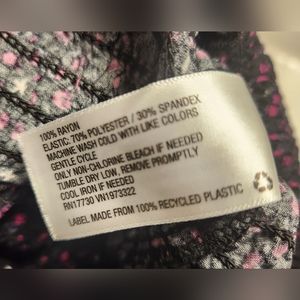 100% RAYON
ELASTIC: 70% POLYESTER / 30% SPANDEX
MACHINE WASH COLD WITH LIKE COLORS
GENTLE CYCLE
ONLY NON-CHLORINE BLEACH IF NEEDED
TUMBLE DRY LOW, REMOVE PROMPTLY
COOL IRON IF NEEDED
RN17730 VN1973322
LABEL MADE FROM 100% RECYCLED PLASTIC